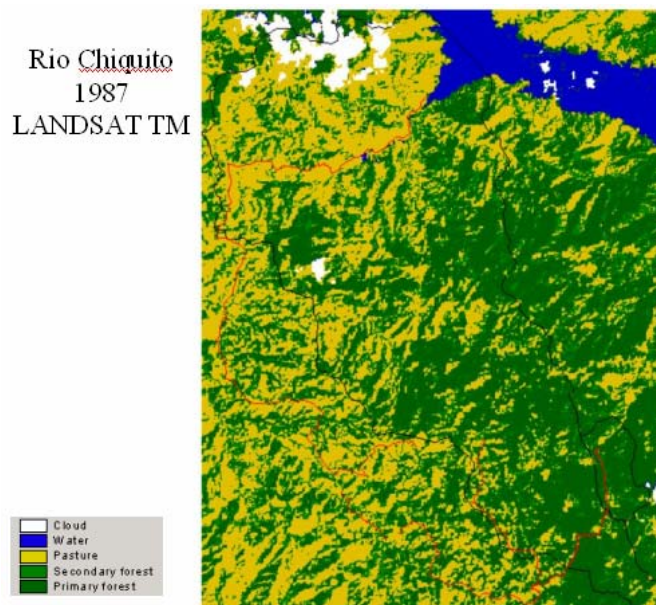 Rio Chiquito
1987
LANDSAT TM
Cloud
Water
Pasture
Secondary forest
Primary forest